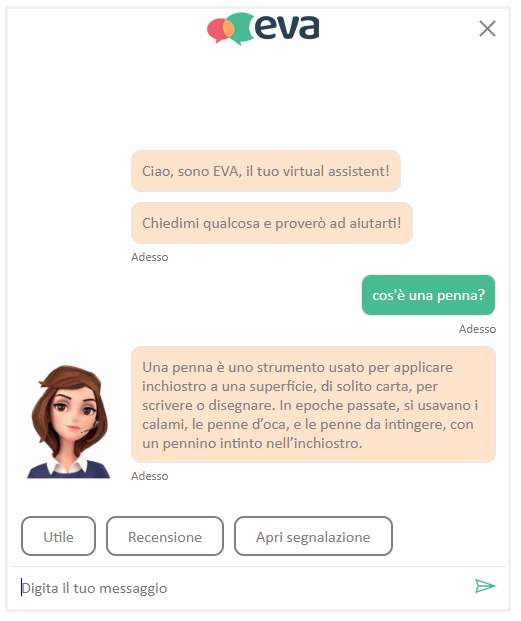 eva
Ciao, sono EVA, il tuo virtual assistent!
Chiedimi qualcosa e proverò ad aiutarti!
Adesso
cos'è una penna?
Adesso
Una penna è uno strumento usato per applicare
inchiostro a una superficie, di solito carta, per
scrivere o disegnare. In epoche passate, si usavano i
calami, le penne d’oca, e le penne da intingere, con
un pennino intinto nell’inchiostro.
Adesso
Utile
Recensione
Apri segnalazione
Digita il tuo messaggio